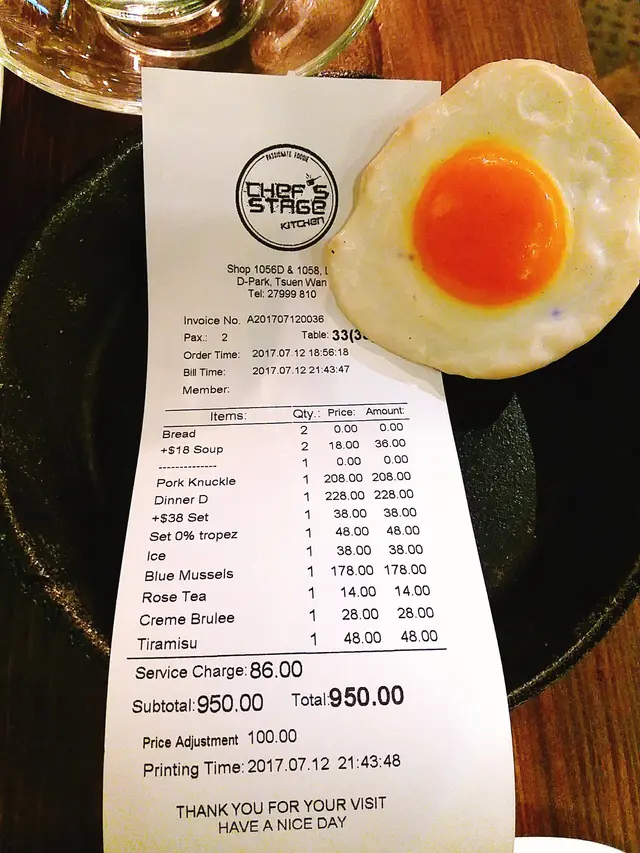 PASSIONATE FOODIE
CHEF'S
STAGE
KITCHEN
Shop 1056D & 1058,
D-Park, Tsuen Wan
Tel: 27999 810
Invoice No. A201707120036
Pax.: 2 Table: 33
Order Time: 2017.07.12 18:56:18
Bill Time: 2017.07.12 21:43:47
Member:
Items: Qty.: Price: Amount:
Bread 2 0.00 0.00
+$18 Soup 2 18.00 36.00
-------------- 1 0.00 0.00
Pork Knuckle 1 208.00 208.00
Dinner D 1 228.00 228.00
+$38 Set 1 38.00 38.00
Set 0% tropez 1 48.00 48.00
Ice 1 38.00 38.00
Blue Mussels 1 178.00 178.00
Rose Tea 1 14.00 14.00
Creme Brulee 1 28.00 28.00
Tiramisu 1 48.00 48.00
Service Charge: 86.00
Subtotal: 950.00 Total: 950.00
Price Adjustment 100.00
Printing Time: 2017.07.12 21:43:48
THANK YOU FOR YOUR VISIT
HAVE A NICE DAY